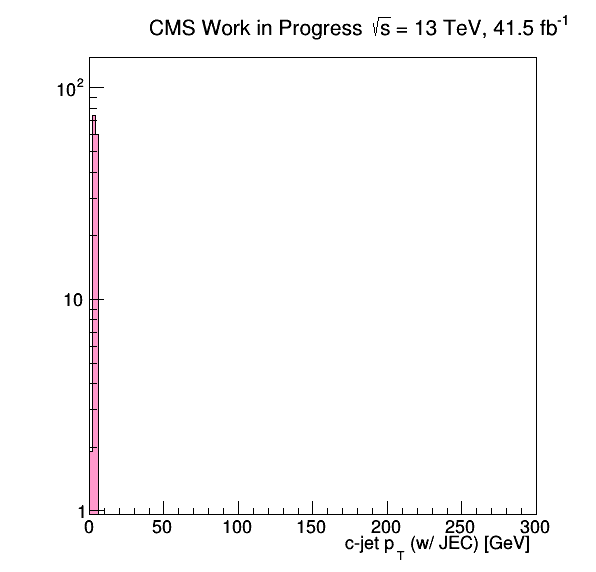 CMS Work in Progress √s = 13 TeV, 41.5 fb⁻¹
10²
10
1
0 50 100 150 200 250 300
c-jet p_T (w/ JEC) [GeV]